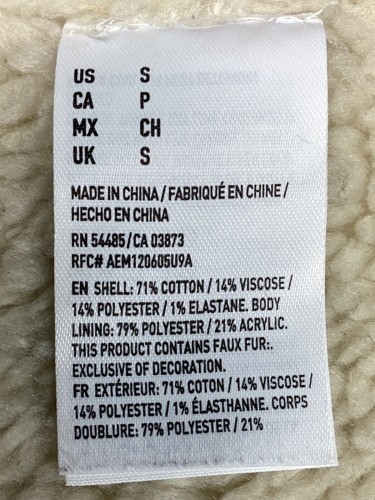 US S
CA P
MX CH
UK S
MADE IN CHINA / FABRIQUÉ EN CHINE /
HECHO EN CHINA
RN 54485/CA 03873
RFC# AEM120605U9A
EN SHELL: 71% COTTON / 14% VISCOSE /
14% POLYESTER / 1% ELASTANE. BODY
LINING: 79% POLYESTER / 21% ACRYLIC.
THIS PRODUCT CONTAINS FAUX FUR:.
EXCLUSIVE OF DECORATION.
FR EXTÉRIEUR: 71% COTON / 14% VISCOSE /
14% POLYESTER / 1% ÉLASTHANNE. CORPS
DOUBLURE: 79% POLYESTER / 21%